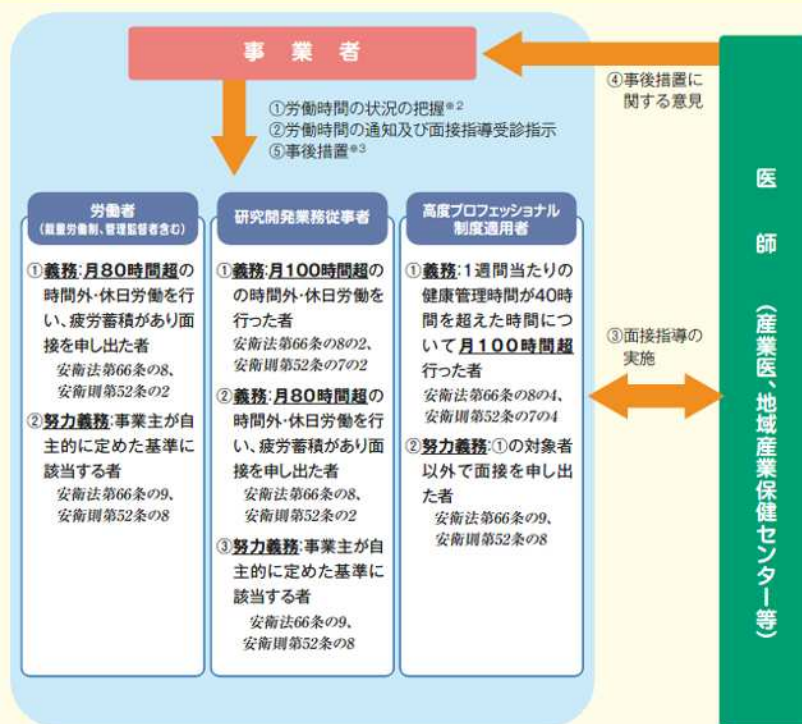 事業者
④事後措置に
関する意見
①労働時間の状況の把握※2
②労働時間の通知及び面接指導受診指示
⑤事後措置※3
労働者
(裁量労働制、管理監督者含む)
①義務:月80時間超の
時間外・休日労働を行
い、疲労蓄積があり面
接を申し出た者
安衛法第66条の8、
安衛則第52条の2
②努力義務:事業主が自
主的に定めた基準に
該当する者
安衛法第66条の9、
安衛則第52条の8
研究開発業務従事者
①義務:月100時間超の
の時間外・休日労働を
行った者
安衛法第66条の8の2、
安衛則第52条の7の2
②義務:月80時間超の
時間外・休日労働を行
い、疲労蓄積があり面
接を申し出た者
安衛法第66条の8、
安衛則第52条の2
③努力義務:事業主が自
主的に定めた基準に
該当する者
安衛法66条の9、
安衛則第52条の8
高度プロフェッショナル
制度適用者
①義務:1週間当たりの
健康管理時間が40時
間を超えた時間につ
いて月100時間超
行った者
安衛法第66条の8の4、
安衛則第52条の7の4
②努力義務:①の対象者
以外で面接を申し出
た者
安衛法第66条の9、
安衛則第52条の8
③面接指導の
実施
医師(産業医、地域産業保健センター等)